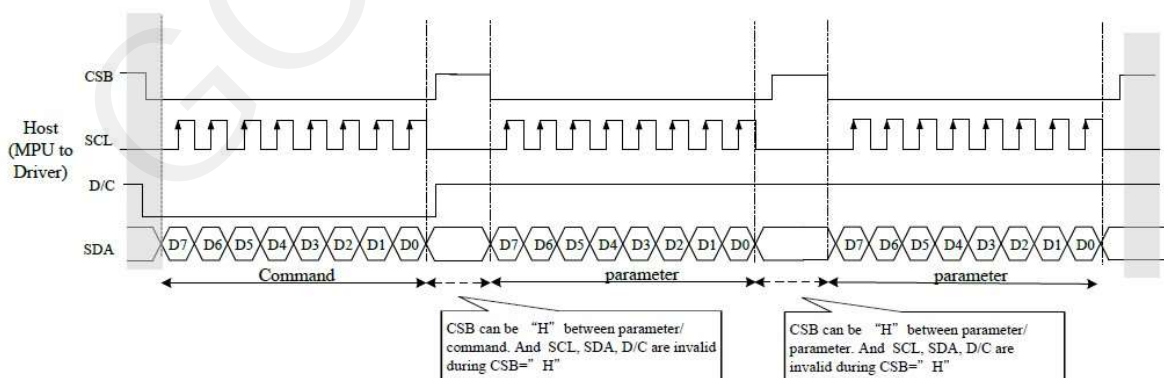 CSB
Host
(MPU to
Driver)
SCL
D/C
SDA
D7 D6 D5 D4 D3 D2 D1 D0 D7 D6 D5 D4 D3 D2 D1 D0 D7 D6 D5 D4 D3 D2 D1 D0
Command parameter parameter
CSB can be “H” between parameter/
command. And SCL, SDA, D/C are invalid
during CSB=”H”
CSB can be “H” between parameter/
parameter. And SCL, SDA, D/C are
invalid during CSB=”H”